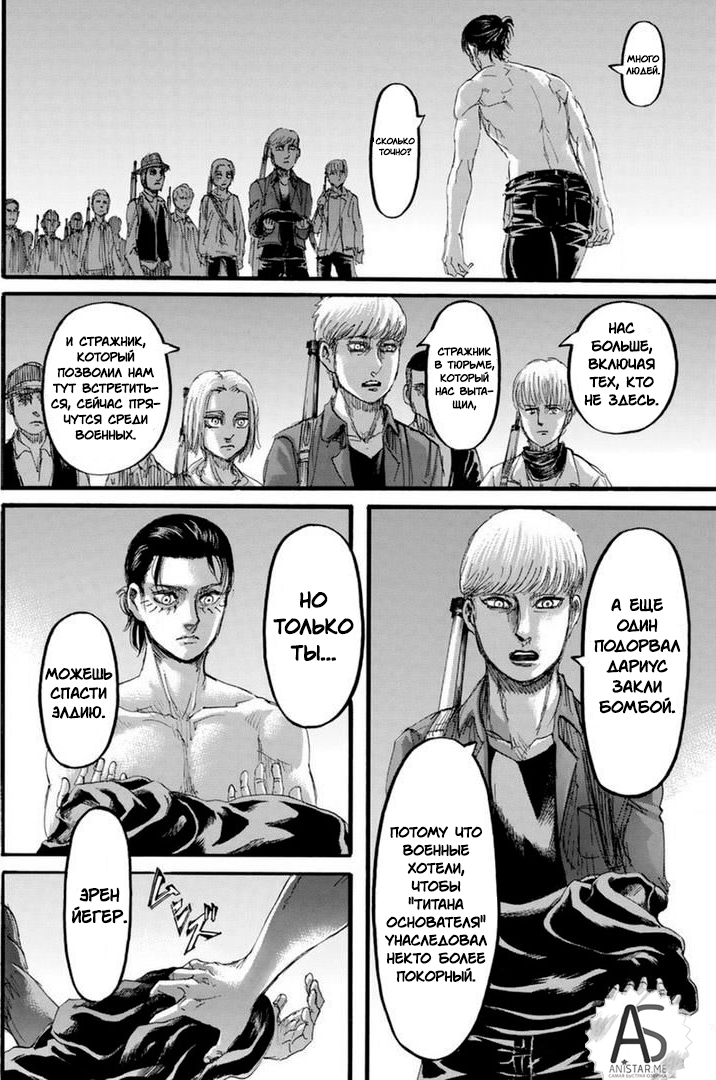 МНОГО
ЛЮДЕЙ.
СКОЛЬКО
ТОЧНО?
НАС
БОЛЬШЕ,
ВКЛЮЧАЯ
ТЕХ, КТО
НЕ ЗДЕСЬ.
СТРАЖНИК
В ТЮРЬМЕ,
КОТОРЫЙ
НАС ВЫТА-
ЩИЛ,
И СТРАЖНИК,
КОТОРЫЙ
ПОЗВОЛИЛ НАМ
ТУТ ВСТРЕТИТЬ-
СЯ, СЕЙЧАС ПРЯ-
ЧУТСЯ СРЕДИ
ВОЕННЫХ.
А ЕЩЕ
ОДИН
ПОДОРВАЛ
ДАРИУС
ЗАКЛИ
БОМБОЙ.
ПОТОМУ ЧТО
ВОЕННЫЕ
ХОТЕЛИ,
ЧТОБЫ
"ТИТАНА
ОСНОВАТЕЛЯ"
УНАСЛЕДОВАЛ
НЕКТО БОЛЕЕ
ПОКОРНЫЙ.
НО
ТОЛЬКО
ТЫ...
МОЖЕШЬ
СПАСТИ
ЭЛДИЮ.
ЭРЕН
ЙЕГЕР.
AS
ANISTAR.ME
САМАЯ БЫСТРАЯ ОЗВУЧКА